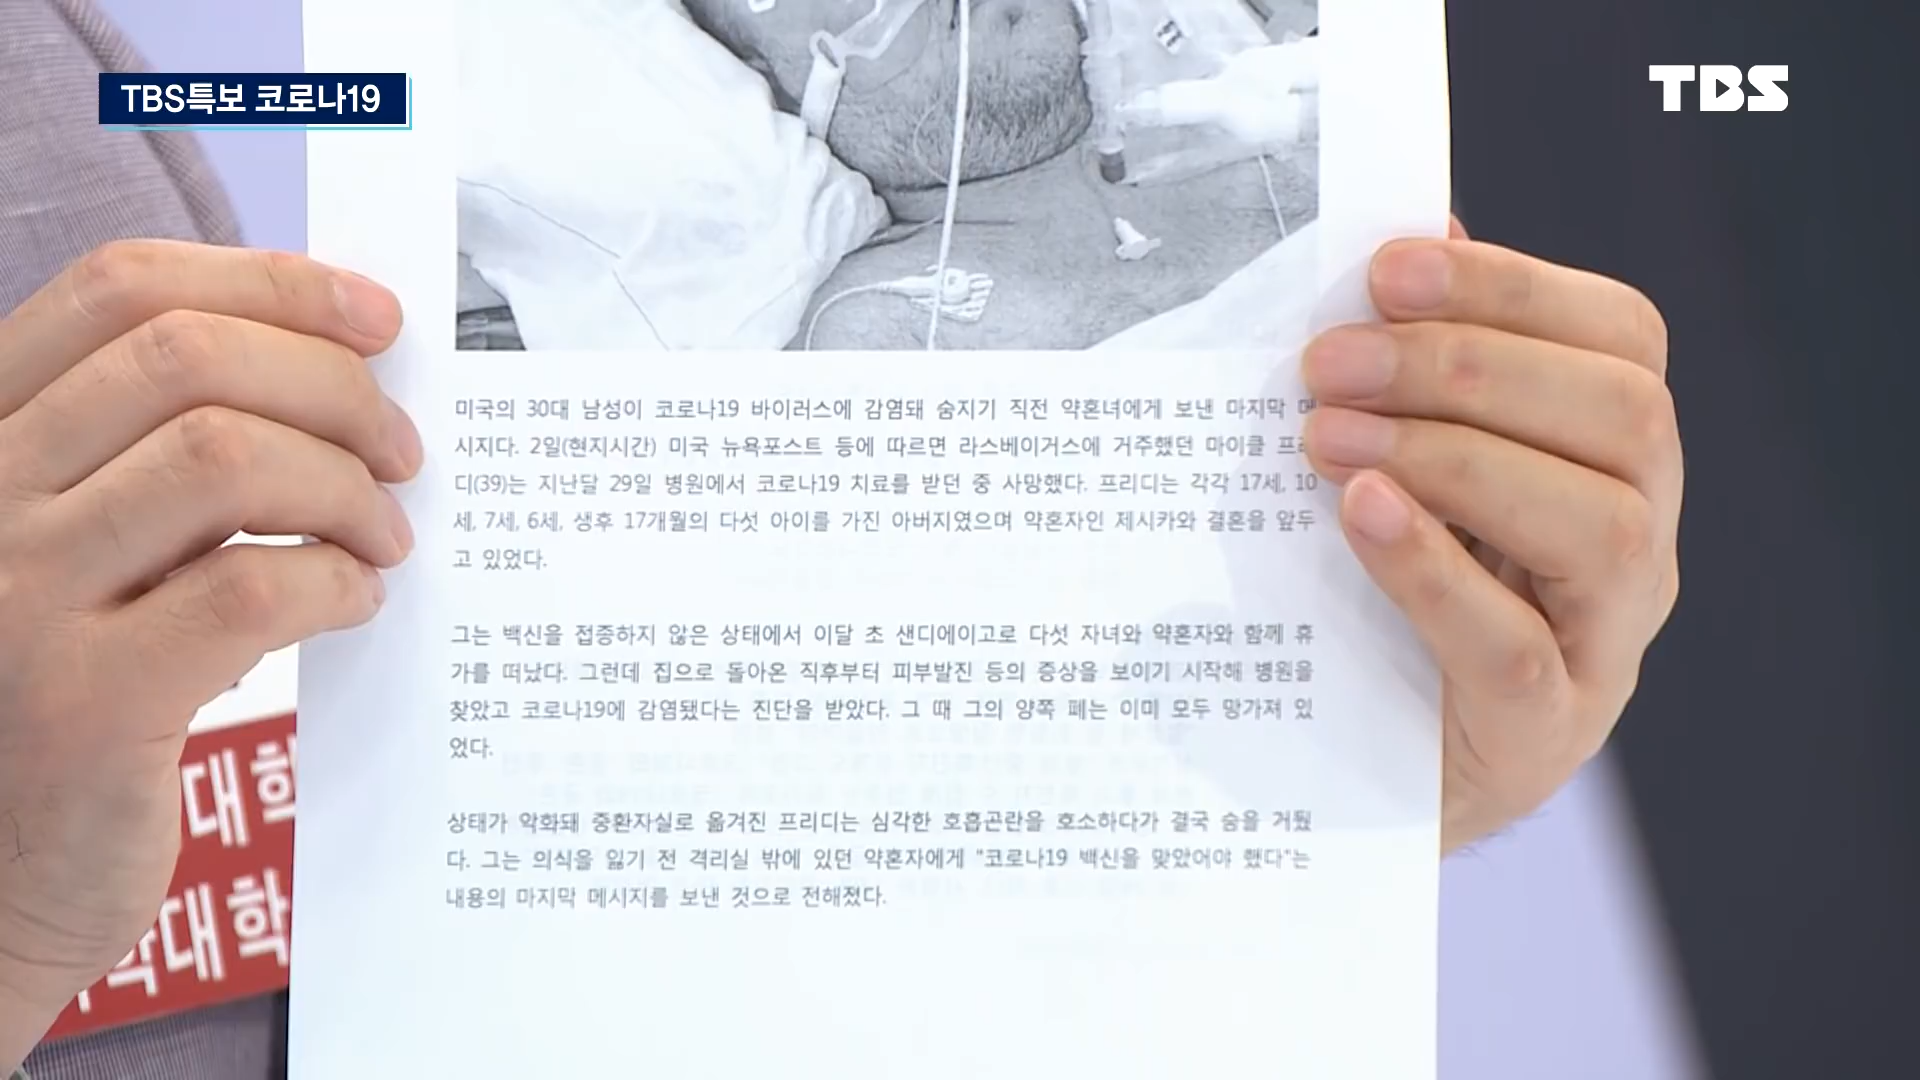 TBS특보 코로나19
TBS
미국의 30대 남성이 코로나19 바이러스에 감염돼 숨지기 직전 약혼녀에게 보낸 마지막 메
시지다. 2일(현지시간) 미국 뉴욕포스트 등에 따르면 라스베이거스에 거주했던 마이클 프리
디(39)는 지난달 29일 병원에서 코로나19 치료를 받던 중 사망했다. 프리디는 각각 17세, 10
세, 7세, 6세, 생후 17개월의 다섯 아이를 가진 아버지였으며 약혼자인 제시카와 결혼을 앞두
고 있었다.
그는 백신을 접종하지 않은 상태에서 이달 초 샌디에이고로 다섯 자녀와 약혼자와 함께 휴
가를 떠났다. 그런데 집으로 돌아온 직후부터 피부발진 등의 증상을 보이기 시작해 병원을
찾았고 코로나19에 감염됐다는 진단을 받았다. 그 때 그의 양쪽 폐는 이미 모두 망가져 있
었다.
상태가 악화돼 중환자실로 옮겨진 프리디는 심각한 호흡곤란을 호소하다가 결국 숨을 거뒀
다. 그는 의식을 잃기 전 격리실 밖에 있던 약혼자에게 "코로나19 백신을 맞았어야 했다"는
내용의 마지막 메시지를 보낸 것으로 전해졌다.
대학
대학